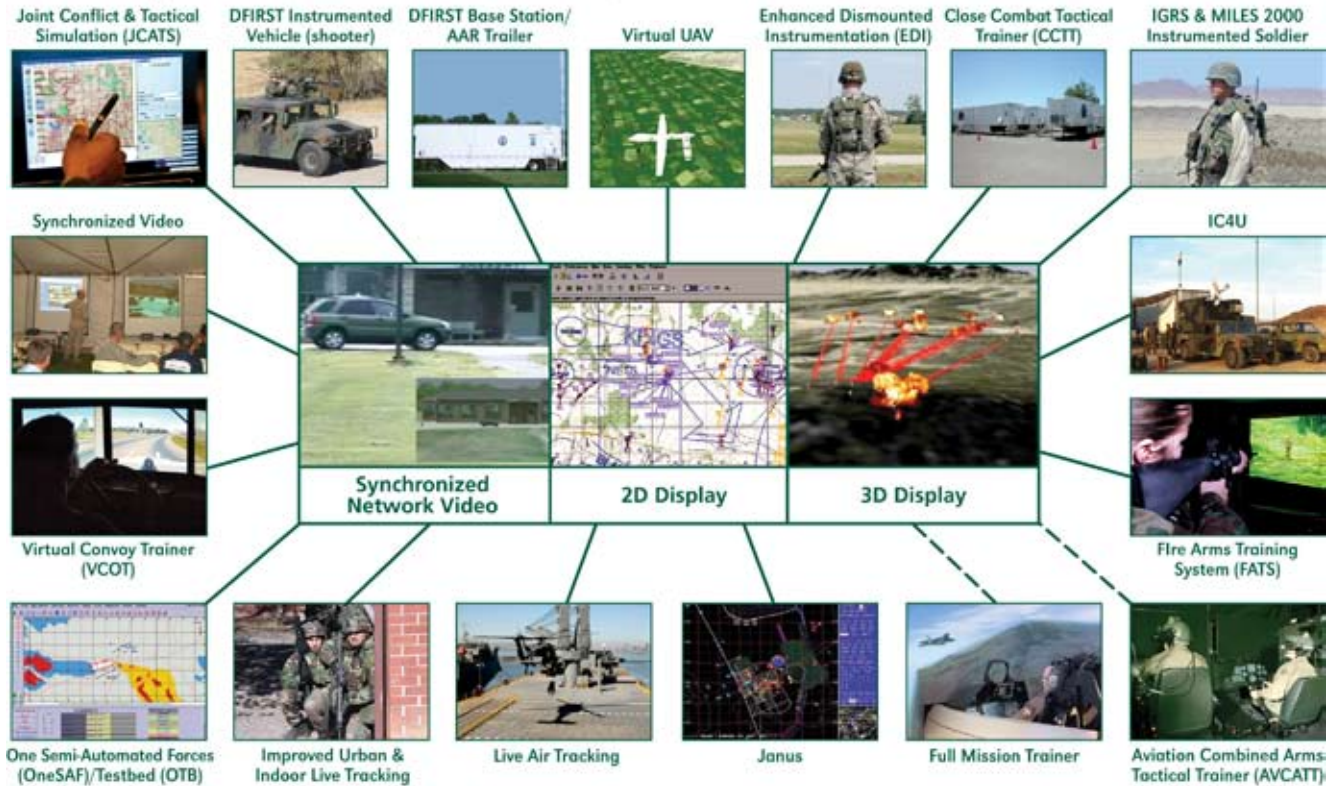 Joint Conflict & Tactical
Simulation (JCATS)
DFIRST Instrumented
Vehicle (shooter)
DFIRST Base Station/
AAR Trailer
Virtual UAV
Enhanced Dismounted
Instrumentation (EDI)
Close Combat Tactical
Trainer (CCTT)
IGRS & MILES 2000
Instrumented Soldier
Synchronized Video
IC4U
KINGS
Synchronized
Network Video
2D Display
3D Display
Virtual Convoy Trainer
(VCOT)
FIre Arms Training
System (FATS)
One Semi-Automated Forces
(OneSAF)/Testbed (OTB)
Improved Urban &
Indoor Live Tracking
Live Air Tracking
Janus
Full Mission Trainer
Aviation Combined Arms
Tactical Trainer (AVCATT)